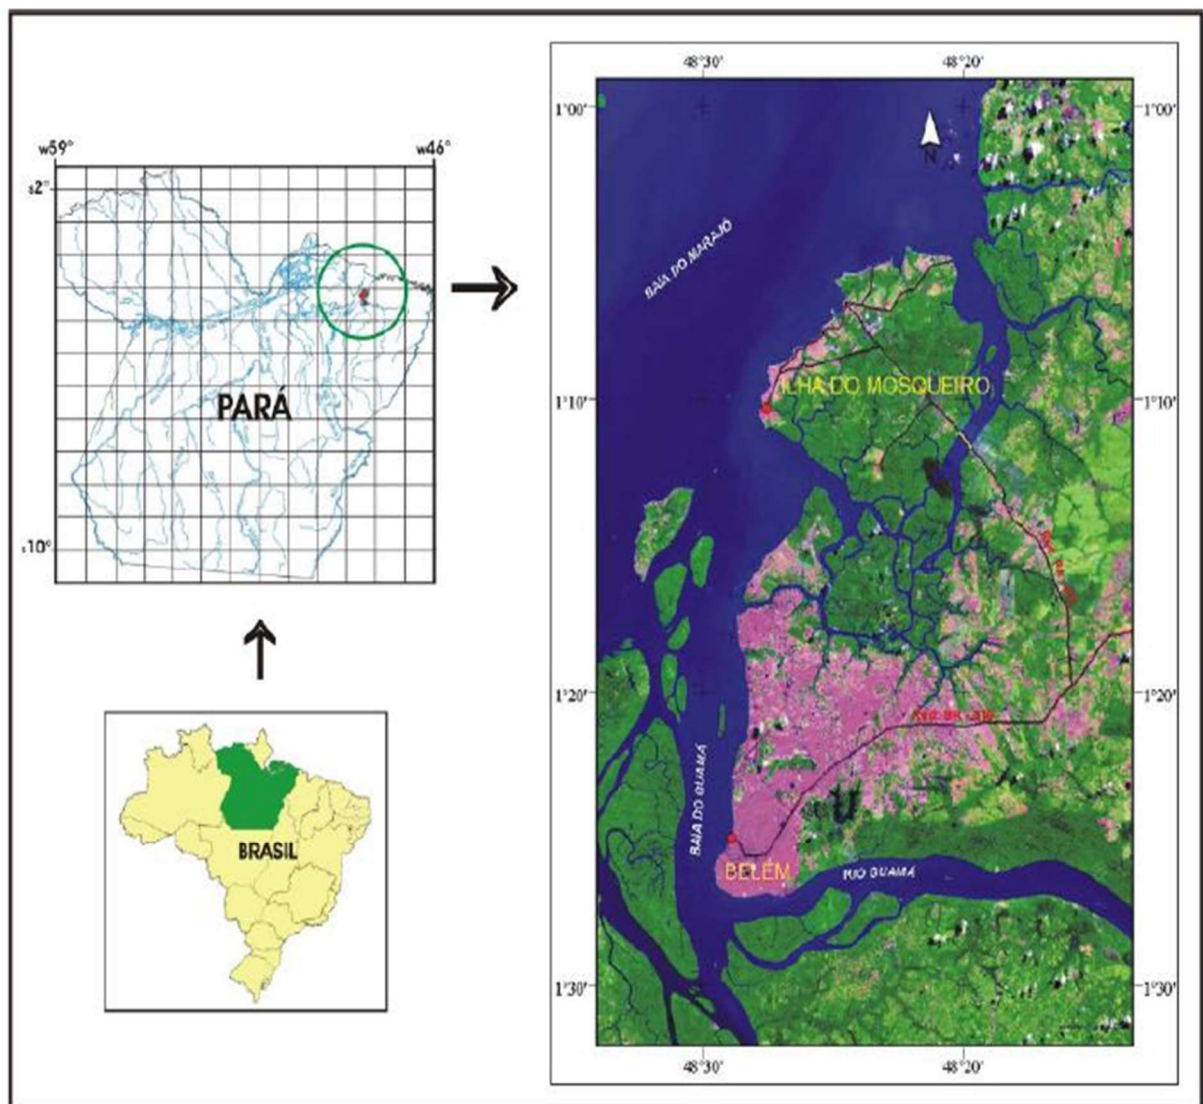 w59°
w46°
s2°
s10°
PARÁ
BRASIL
48°30'
48°20'
1°00'
1°00'
N
BAIA DO MARAJÓ
ILHA DO MOSQUEIRO
1°10'
1°10'
1°20'
1°20'
BAIA DO GUAMÁ
BELÉM
RIO GUAMÁ
1°30'
1°30'
48°30'
48°20'